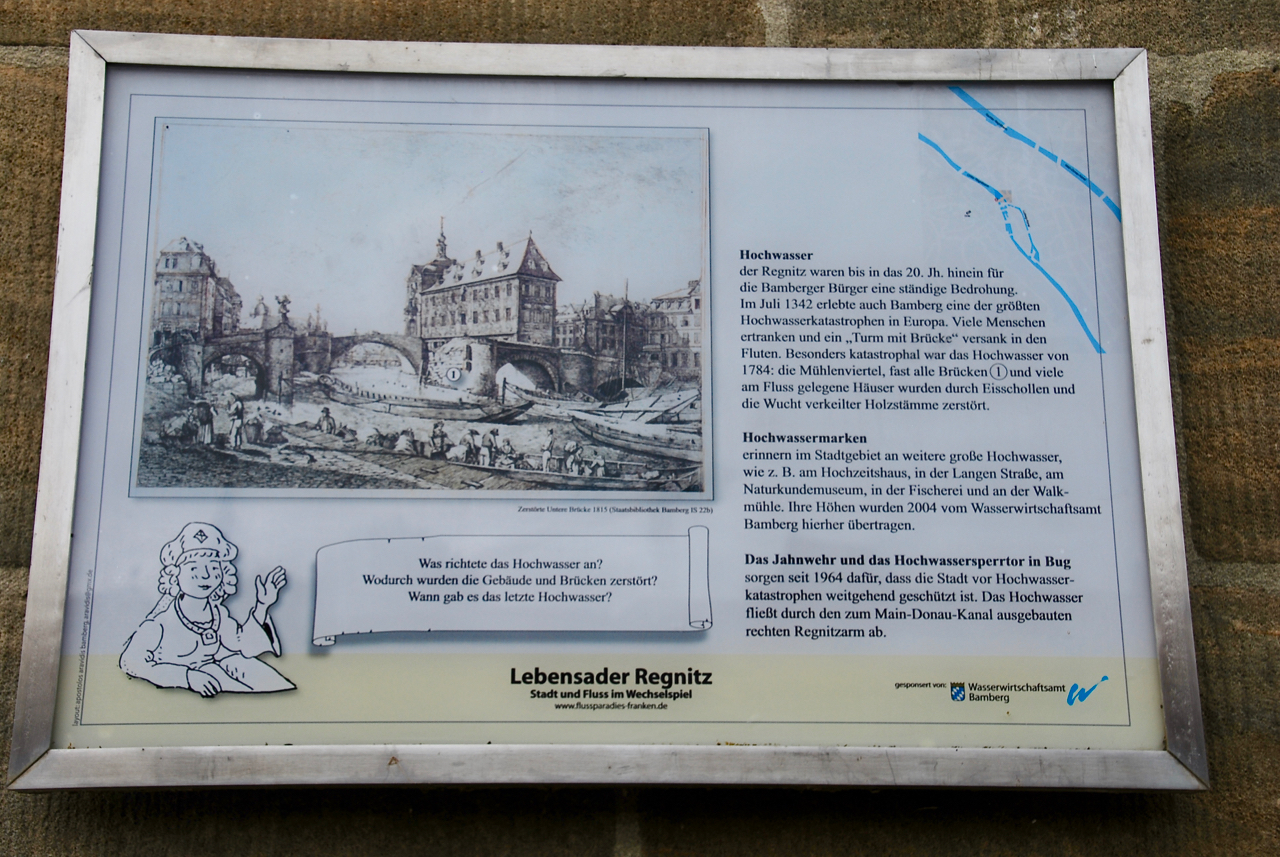 Hochwasser
der Regnitz waren bis in das 20. Jh. hinein für
die Bamberger Bürger eine ständige Bedrohung.
Im Juli 1342 erlebte auch Bamberg eine der größten
Hochwasserkatastrophen in Europa. Viele Menschen
ertranken und ein „Turm mit Brücke“ versank in den
Fluten. Besonders katastrophal war das Hochwasser von
1784: die Mühlenviertel, fast alle Brücken 1 und viele
am Fluss gelegene Häuser wurden durch Eisschollen und
die Wucht verkeilter Holzstämme zerstört.
Hochwassermarken
erinnern im Stadtgebiet an weitere große Hochwasser,
wie z. B. am Hochzeitshaus, in der Langen Straße, am
Naturkundemuseum, in der Fischerei und an der Walk-
mühle. Ihre Höhen wurden 2004 vom Wasserwirtschaftsamt
Bamberg hierher übertragen.
Das Jahnwehr und das Hochwassersperrtor in Bug
sorgen seit 1964 dafür, dass die Stadt vor Hochwasser-
katastrophen weitgehend geschützt ist. Das Hochwasser
fließt durch den zum Main-Donau-Kanal ausgebauten
rechten Regnitzarm ab.
1
Zerstörte Untere Brücke 1815 (Staatsbibliothek Bamberg IS 22b)
Was richtete das Hochwasser an?
Wodurch wurden die Gebäude und Brücken zerstört?
Wann gab es das letzte Hochwasser?
Lebensader Regnitz
Stadt und Fluss im Wechselspiel
www.flussparadies-franken.de
gesponsert von:
Wasserwirtschaftsamt
Bamberg